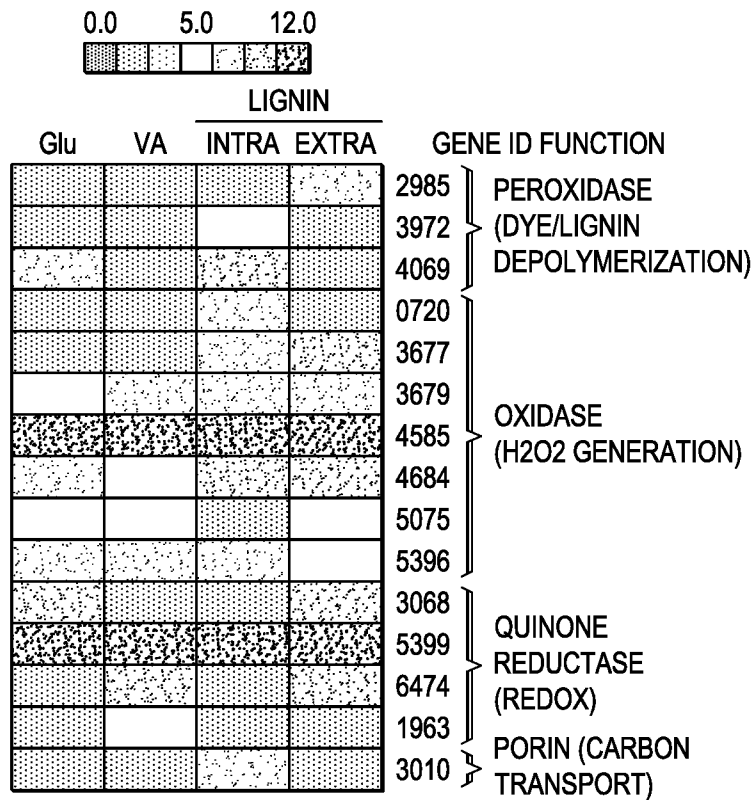 0.0 5.0 12.0
LIGNIN
Glu VA INTRA EXTRA GENE ID FUNCTION
2985 PEROXIDASE
3972 (DYE/LIGNIN
4069 DEPOLYMERIZATION)
0720
3677
3679
4585 OXIDASE
4684 (H2O2 GENERATION)
5075
5396
3068
5399 QUINONE
6474 REDUCTASE
1963 (REDOX)
3010 PORIN (CARBON
TRANSPORT)